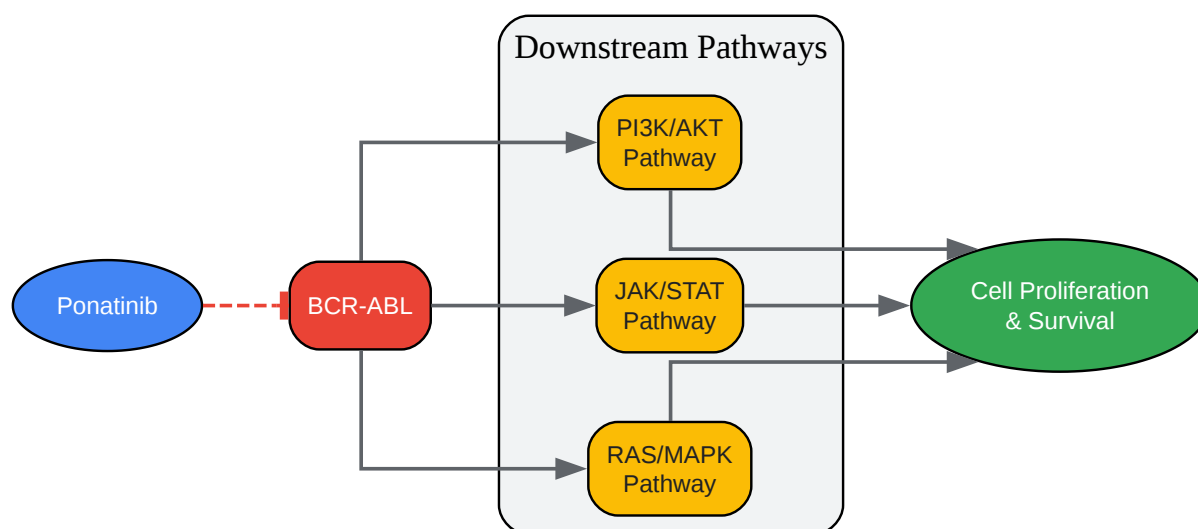 Downstream Pathways
PI3K/AKT
Pathway
Ponatinib
BCR-ABL
JAK/STAT
Pathway
Cell Proliferation
& Survival
RAS/MAPK
Pathway